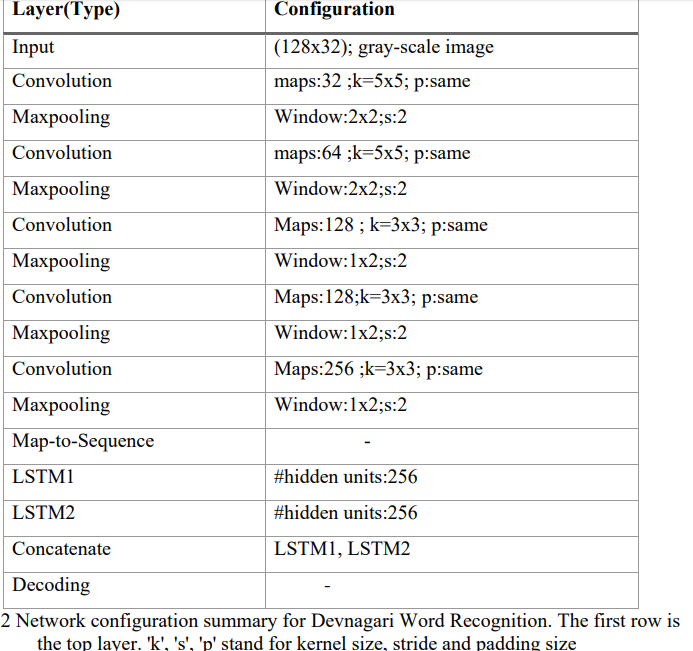 Layer(Type) Configuration
Input (128x32); gray-scale image
Convolution maps:32 ;k=5x5; p:same
Maxpooling Window:2x2;s:2
Convolution maps:64 ;k=5x5; p:same
Maxpooling Window:2x2;s:2
Convolution Maps:128 ; k=3x3; p:same
Maxpooling Window:1x2;s:2
Convolution Maps:128;k=3x3; p:same
Maxpooling Window:1x2;s:2
Convolution Maps:256 ;k=3x3; p:same
Maxpooling Window:1x2;s:2
Map-to-Sequence -
LSTM1 #hidden units:256
LSTM2 #hidden units:256
Concatenate LSTM1, LSTM2
Decoding -
2 Network configuration summary for Devnagari Word Recognition. The first row is
the top layer. 'k', 's', 'p' stand for kernel size, stride and padding size